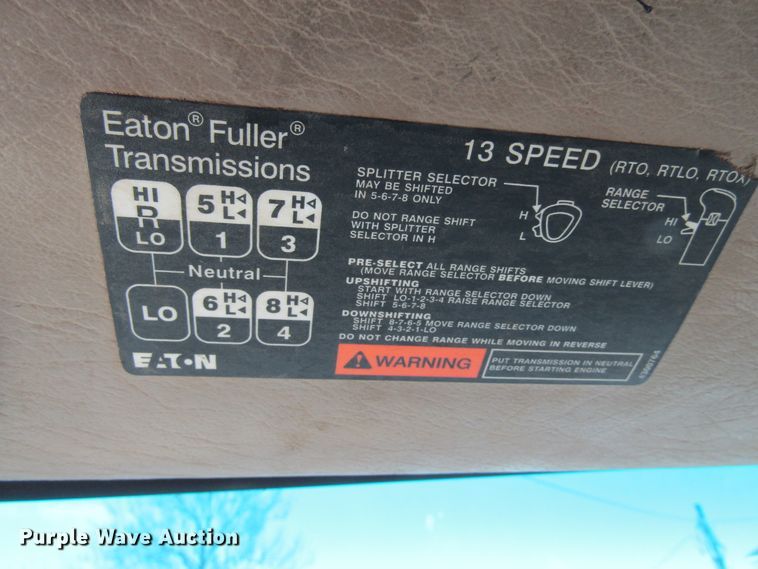 Eaton® Fuller®
Transmissions
13 SPEED (RTO, RTLO, RTOX)
HI
R
LO
5 H
L
1
7 H
L
3
Neutral
LO
6 H
L
2
8 H
L
4
EATON
SPLITTER SELECTOR
MAY BE SHIFTED
IN 5-6-7-8 ONLY
DO NOT RANGE SHIFT
WITH SPLITTER
SELECTOR IN H
H
L
RANGE
SELECTOR
HI
LO
PRE-SELECT ALL RANGE SHIFTS
(MOVE RANGE SELECTOR BEFORE MOVING SHIFT LEVER)
UPSHIFTING
START WITH RANGE SELECTOR DOWN
SHIFT LO-1-2-3-4 RAISE RANGE SELECTOR
SHIFT 5-6-7-8
DOWNSHIFTING
SHIFT 8-7-6-5 MOVE RANGE SELECTOR DOWN
SHIFT 4-3-2-1-LO
DO NOT CHANGE RANGE WHILE MOVING IN REVERSE
WARNING
PUT TRANSMISSION IN NEUTRAL
BEFORE STARTING ENGINE
4300764
Purple Wave Auction